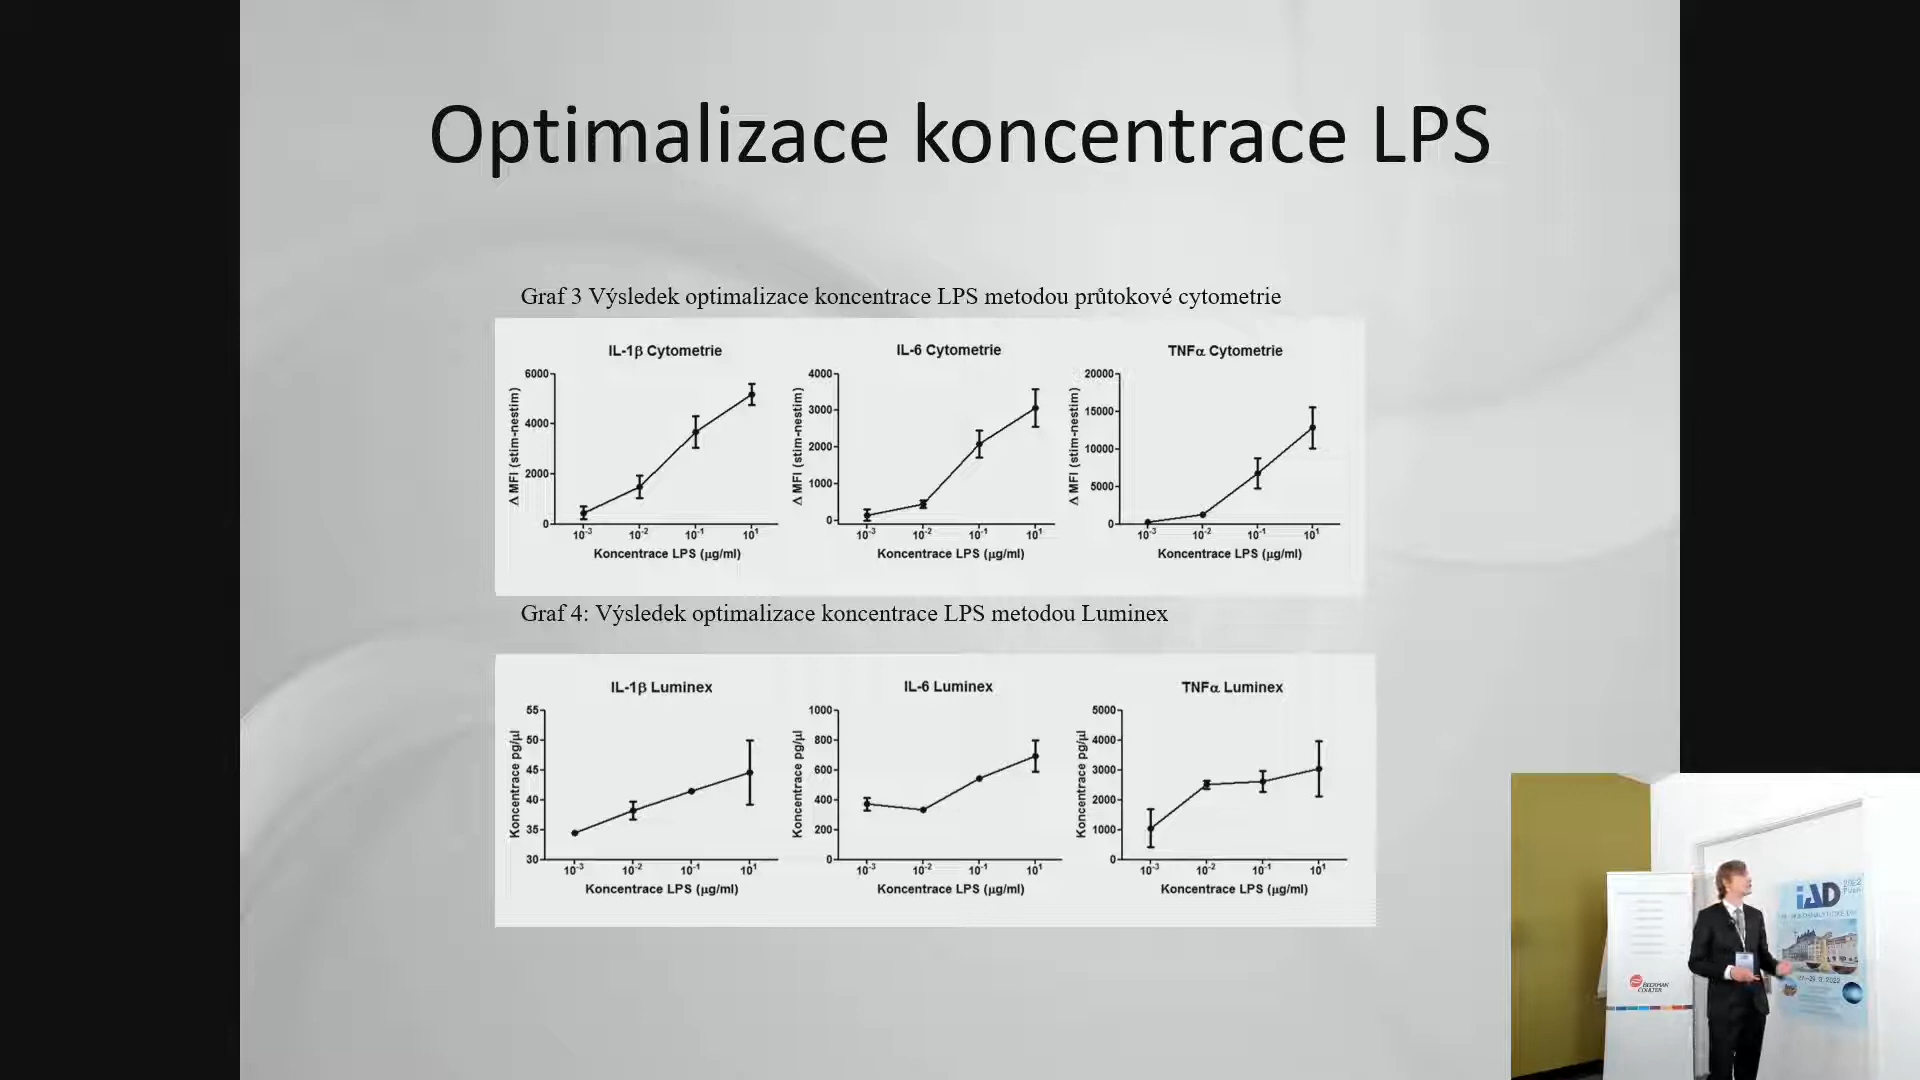 Optimalizace koncentrace LPS
Graf 3 Výsledek optimalizace koncentrace LPS metodou průtokové cytometrie
IL-1β Cytometrie
Δ MFI (stim-nestim)
6000
4000
2000
0
10⁻³ 10⁻² 10⁻¹ 10¹
Koncentrace LPS (µg/ml)
IL-6 Cytometrie
Δ MFI (stim-nestim)
4000
3000
2000
1000
0
10⁻³ 10⁻² 10⁻¹ 10¹
Koncentrace LPS (µg/ml)
TNFα Cytometrie
Δ MFI (stim-nestim)
20000
15000
10000
5000
0
10⁻³ 10⁻² 10⁻¹ 10¹
Koncentrace LPS (µg/ml)
Graf 4: Výsledek optimalizace koncentrace LPS metodou Luminex
IL-1β Luminex
Koncentrace pg/µl
55
50
45
40
35
30
10⁻³ 10⁻² 10⁻¹ 10¹
Koncentrace LPS (µg/ml)
IL-6 Luminex
Koncentrace pg/µl
1000
800
600
400
200
0
10⁻³ 10⁻² 10⁻¹ 10¹
Koncentrace LPS (µg/ml)
TNFα Luminex
Koncentrace pg/µl
5000
4000
3000
2000
1000
0
10⁻³ 10⁻² 10⁻¹ 10¹
Koncentrace LPS (µg/ml)
BECKMAN
COULTER
iAD
2022